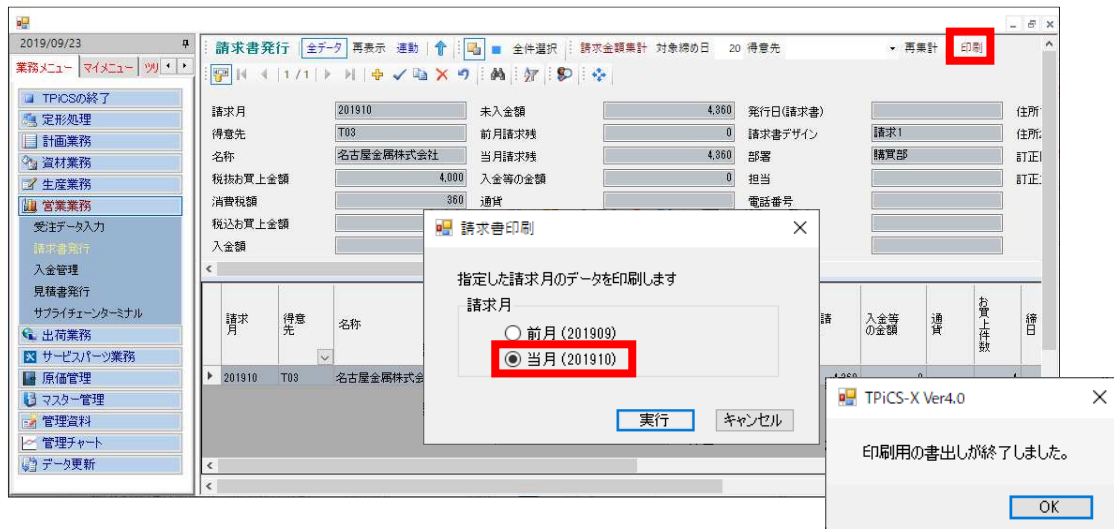 2019/09/23
業務メニュー マイメニュー ツリ
TPiCSの終了
定形処理
計画業務
資材業務
生産業務
営業業務
受注データ入力
請求書発行
入金管理
見積書発行
サプライチェーンターミナル
出荷業務
サービスパーツ業務
原価管理
マスター管理
管理資料
管理チャート
データ更新
請求書発行 全データ 再表示 連動 全件選択 請求金額集計 対象締め日 20 得意先 再集計 印刷
1 / 1
請求月 201910 未入金額 4,360 発行日(請求書) 住所
得意先 T03 前月請求残 0 請求書デザイン 請求1 住所
名称 名古屋金属株式会社 当月請求残 4,360 部署 購買部 訂正
税抜お買上金額 4,000 入金等の金額 0 担当 訂正
消費税額 360 通貨 電話番号
税込お買上金額
入金額
請求月 得意先 名称 請 入金等の金額 通貨 お買上件数 締日
201910 T03 名古屋金属株式会
請求書印刷
指定した請求月のデータを印刷します
請求月
前月(201909)
当月(201910)
実行 キャンセル
TPiCS-X Ver4.0
印刷用の書出しが終了しました。
OK